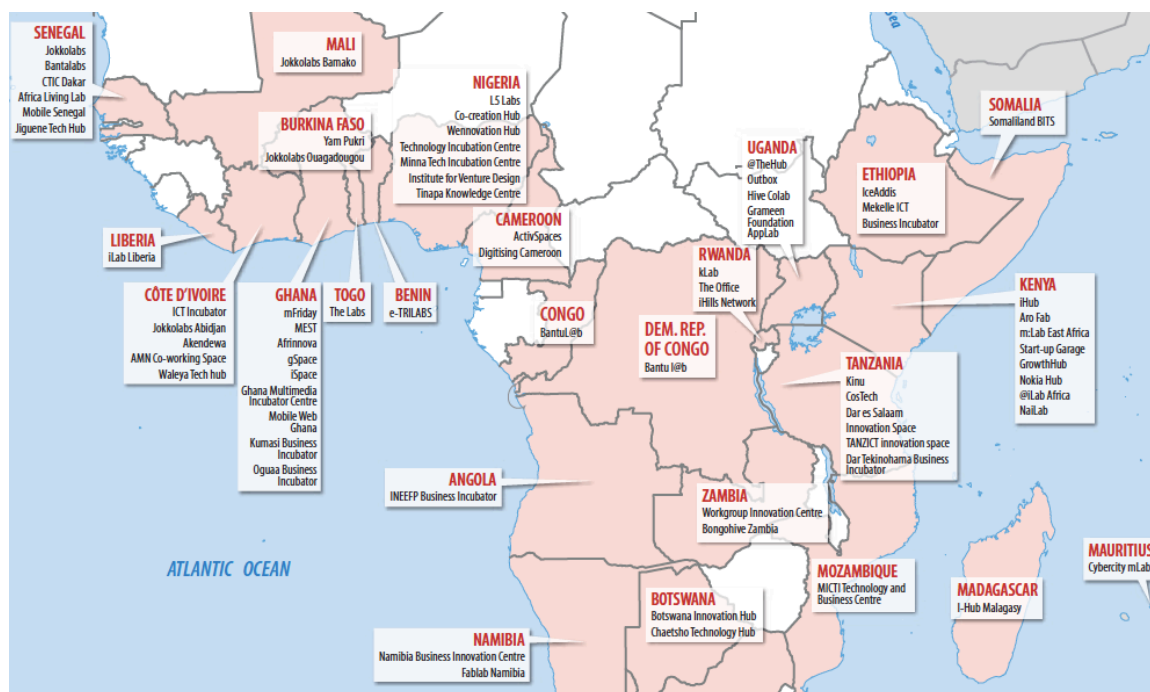 SENEGAL
Jokkolabs
Bantalabs
CTIC Dakar
Africa Living Lab
Mobile Senegal
Jiguene Tech Hub
MALI
Jokkolabs Bamako
BURKINA FASO
Yam Pukri
Jokkolabs Ouagadougou
NIGERIA
L5 Labs
Co-creation Hub
Wennovation Hub
Technology Incubation Centre
Minna Tech Incubation Centre
Institute for Venture Design
Tinapa Knowledge Centre
CAMEROON
ActivSpaces
Digitising Cameroon
UGANDA
@TheHub
Outbox
Hive Colab
Grameen
Foundation
AppLab
ETHIOPIA
IceAddis
Mekelle ICT
Business Incubator
SOMALIA
Somaliland BITS
Sea
LIBERIA
iLab Liberia
CÔTE D'IVOIRE
ICT Incubator
Jokkolabs Abidjan
Akendewa
AMN Co-working Space
Waleya Tech hub
GHANA
mFriday
MEST
Afrinnova
gSpace
iSpace
Ghana Multimedia
Incubator Centre
Mobile Web
Ghana
Kumasi Business
Incubator
Oguaa Business
Incubator
TOGO
The Labs
BENIN
e-TRILABS
CONGO
BantuL@b
RWANDA
kLab
The Office
iHills Network
DEM. REP.
OF CONGO
Bantu l@b
KENYA
iHub
Aro Fab
m:Lab East Africa
Start-up Garage
GrowthHub
Nokia Hub
@iLab Africa
NaiLab
TANZANIA
Kinu
CosTech
Dar es Salaam
Innovation Space
TANZICT innovation space
Dar Tekinohama Business
Incubator
ANGOLA
INEEFP Business Incubator
ZAMBIA
Workgroup Innovation Centre
Bongohive Zambia
ATLANTIC OCEAN
MOZAMBIQUE
MICTI Technology and
Business Centre
MADAGASCAR
I-Hub Malagasy
MAURITIUS
Cybercity mLab
BOTSWANA
Botswana Innovation Hub
Chaetsho Technology Hub
NAMIBIA
Namibia Business Innovation Centre
Fablab Namibia